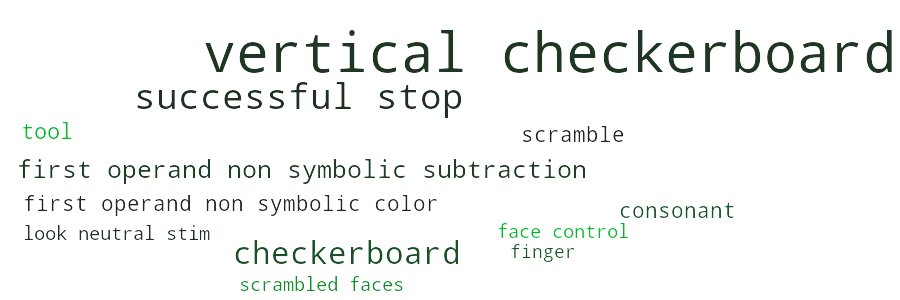 vertical checkerboard
successful stop
tool
scramble
first operand non symbolic subtraction
first operand non symbolic color
consonant
look neutral stim
face control
checkerboard
finger
scrambled faces